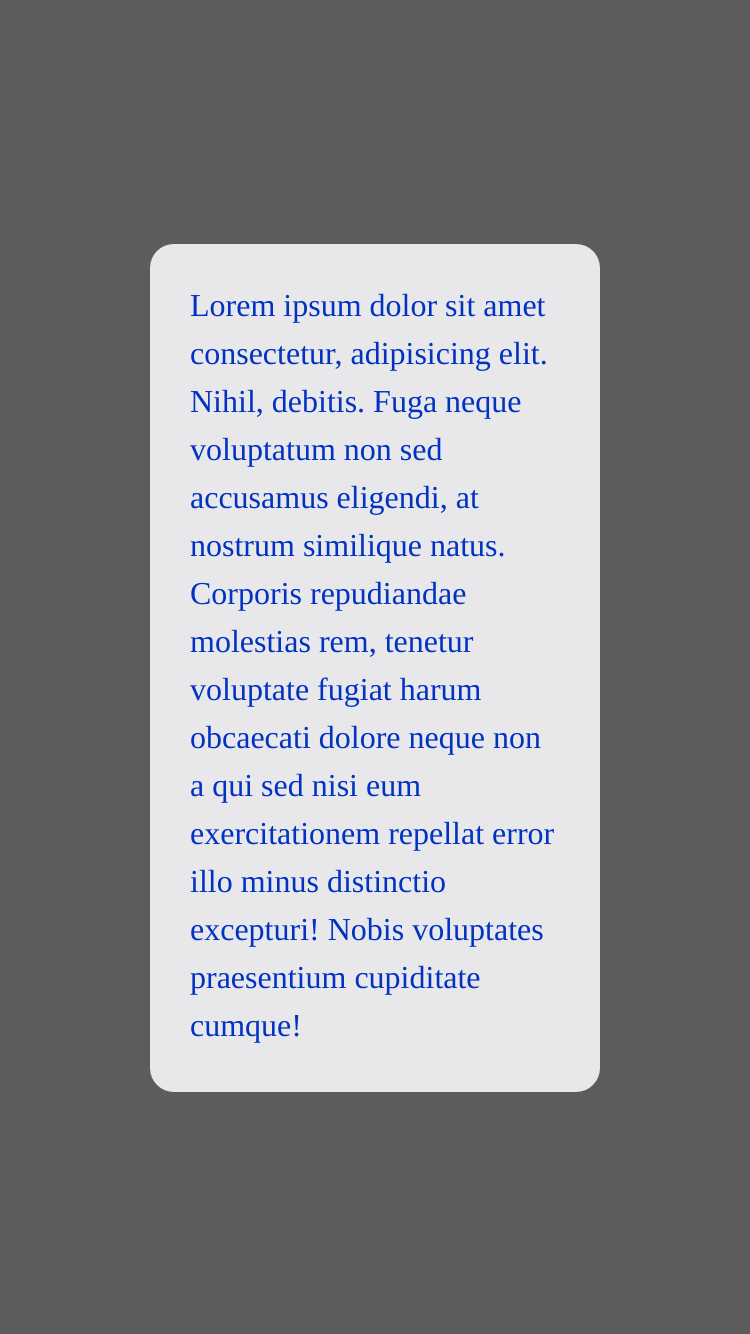 Lorem ipsum dolor sit amet
consectetur, adipisicing elit.
Nihil, debitis. Fuga neque
voluptatum non sed
accusamus eligendi, at
nostrum similique natus.
Corporis repudiandae
molestias rem, tenetur
voluptate fugiat harum
obcaecati dolore neque non
a qui sed nisi eum
exercitationem repellat error
illo minus distinctio
excepturi! Nobis voluptates
praesentium cupiditate
cumque!